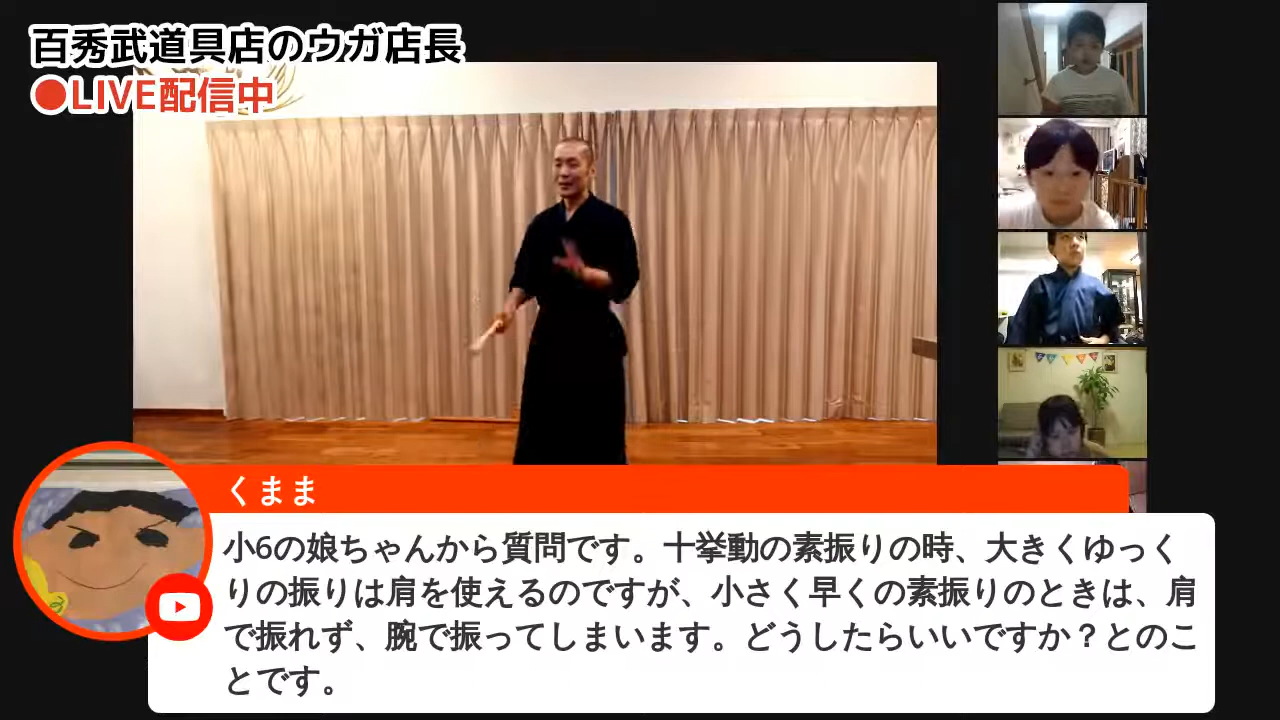 百秀武道具店のウガ店長
●LIVE配信中
くまま
小6の娘ちゃんから質問です。十挙動の素振りの時、大きくゆっく
りの振りは肩を使えるのですが、小さく早くの素振りのときは、肩
で振れず、腕で振ってしまいます。どうしたらいいですか？とのこ
とです。